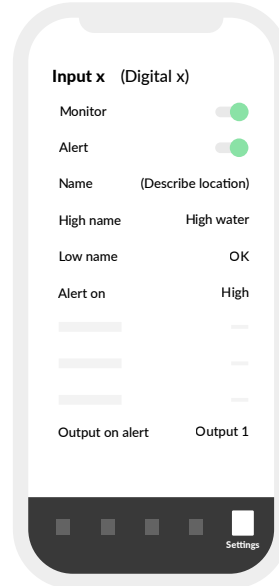 Input x (Digital x)
Monitor
Alert
Name (Describe location)
High name High water
Low name OK
Alert on High
Output on alert Output 1
Settings